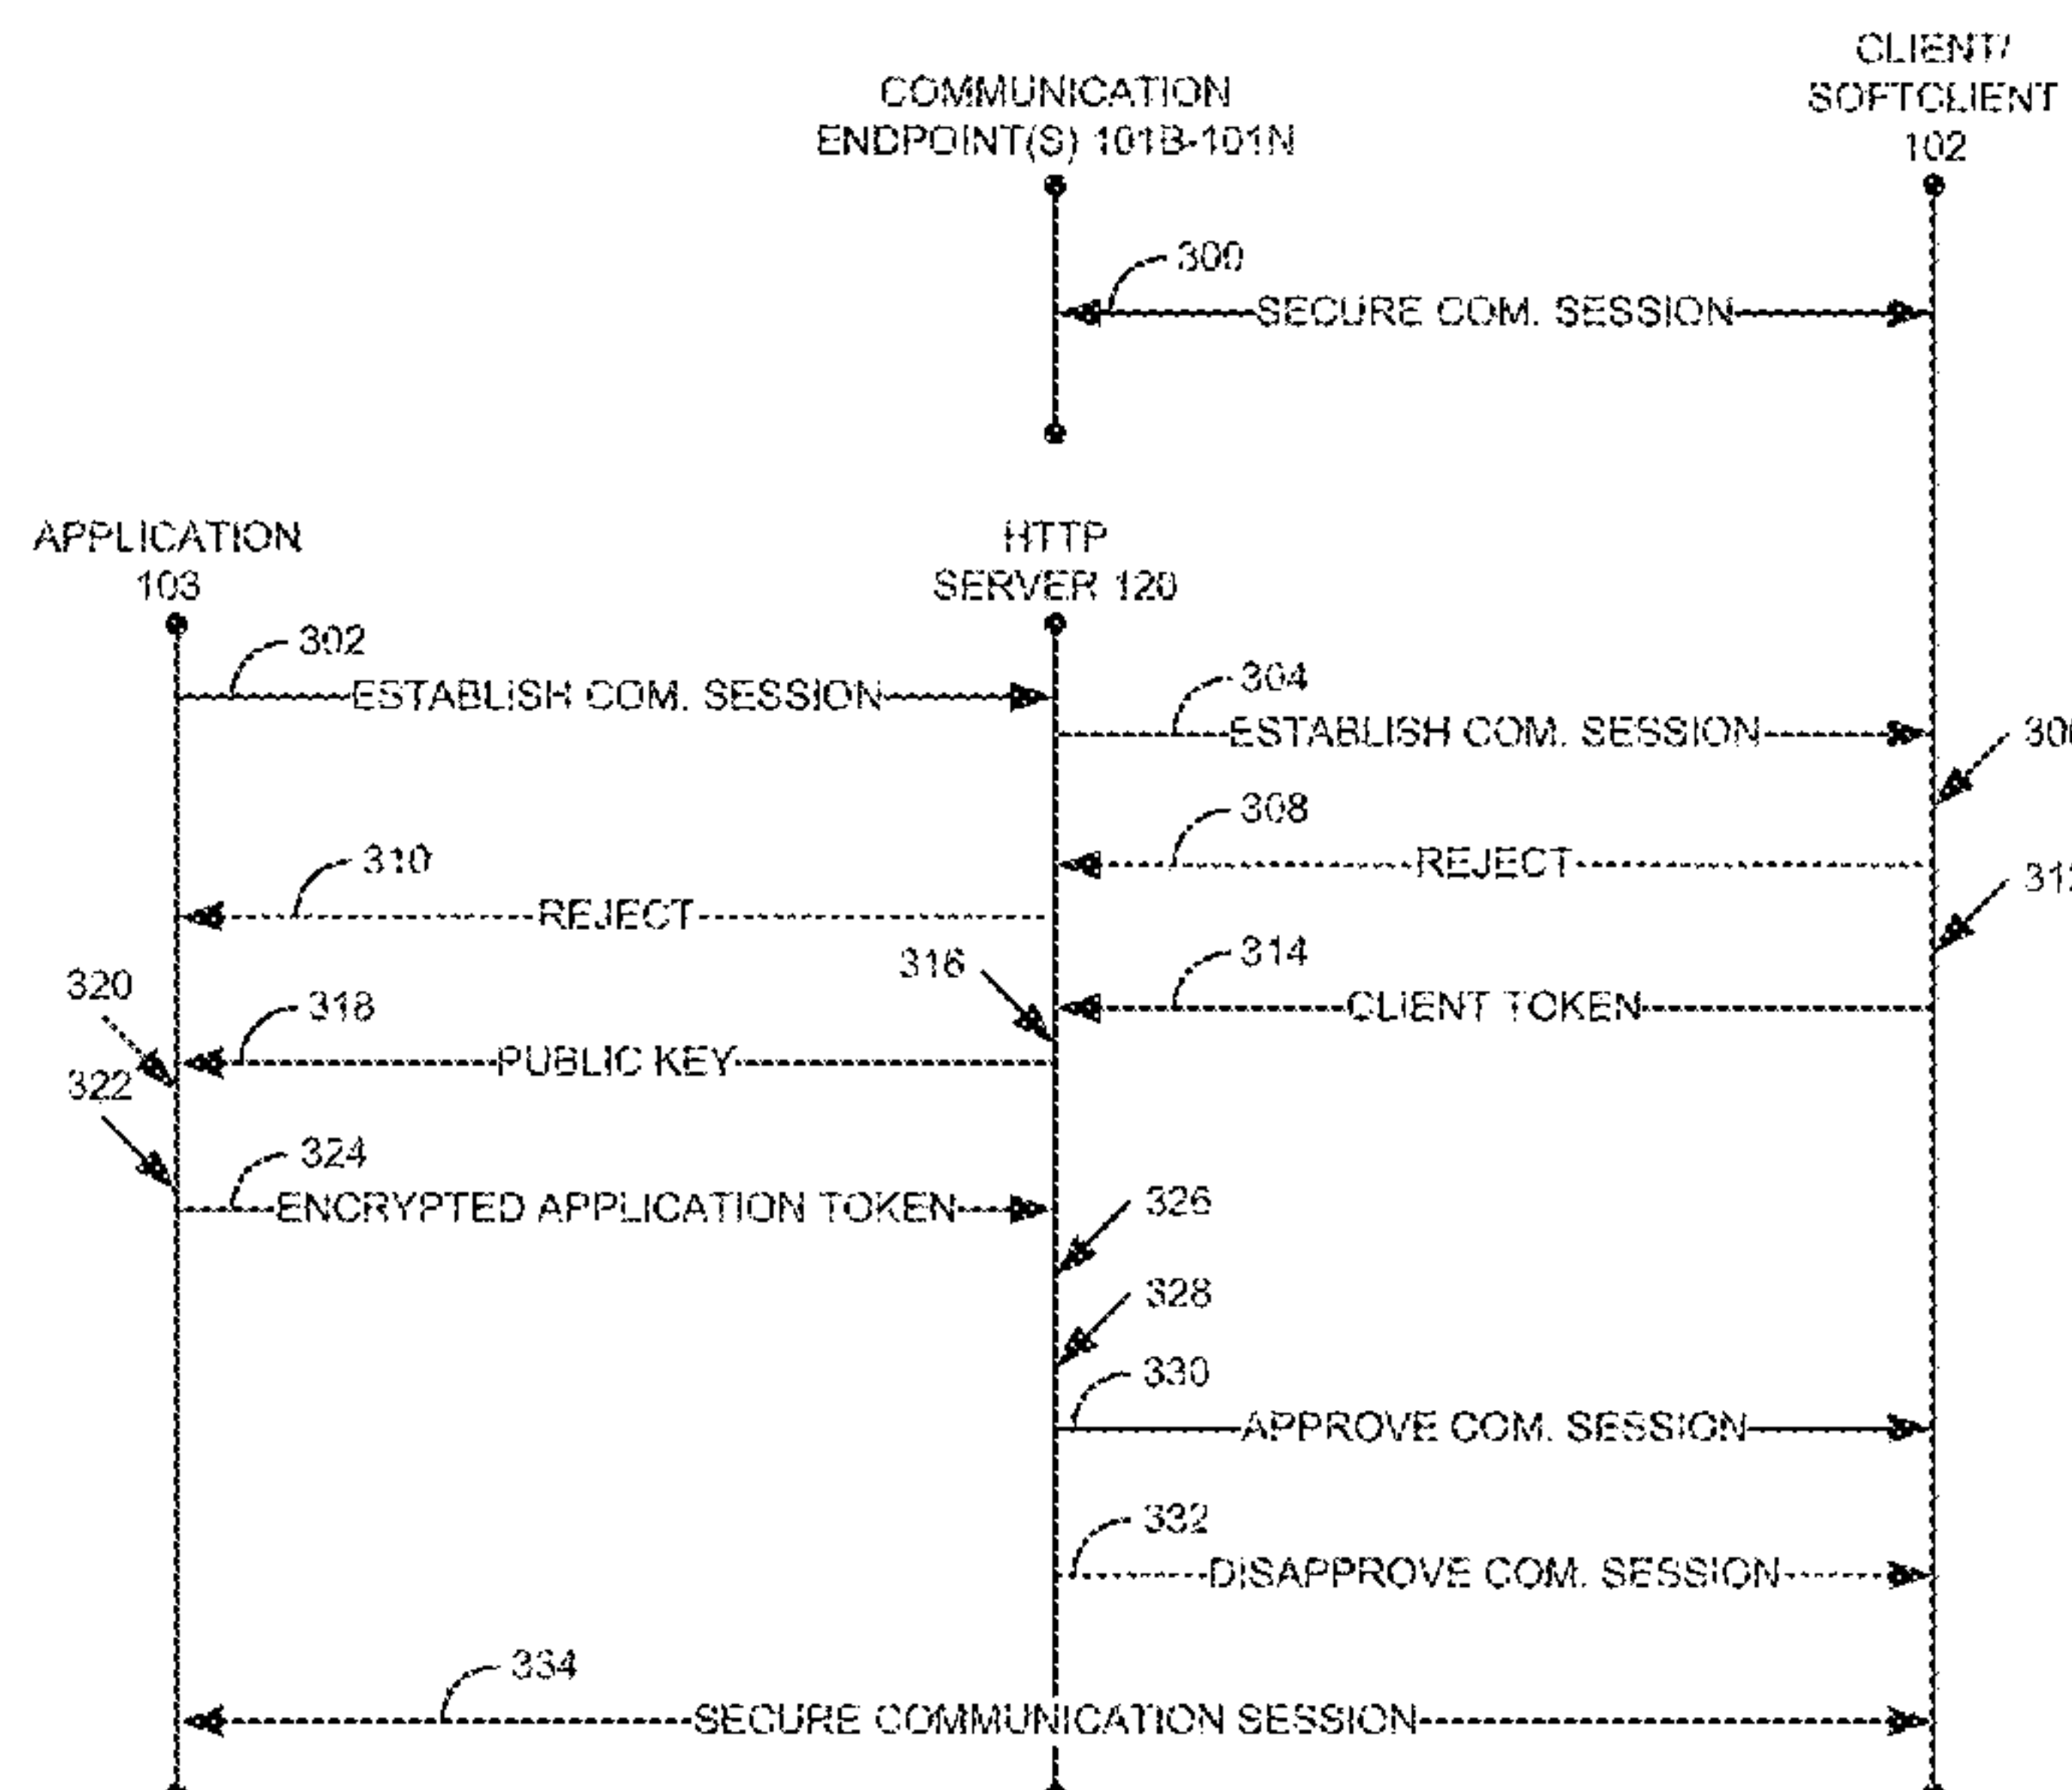 CLIENT/
SOFTCLIENT
102
COMMUNICATION
ENDPOINT(S) 101B-101N
300
SECURE COM. SESSION
APPLICATION
103
HTTP
SERVER 120
302
ESTABLISH COM. SESSION
304
ESTABLISH COM. SESSION
308
REJECT
310
REJECT
314
CLIENT TOKEN
316
318
PUBLIC KEY
320
322
324
ENCRYPTED APPLICATION TOKEN
326
328
330
APPROVE COM. SESSION
332
DISAPPROVE COM. SESSION
334
SECURE COMMUNICATION SESSION